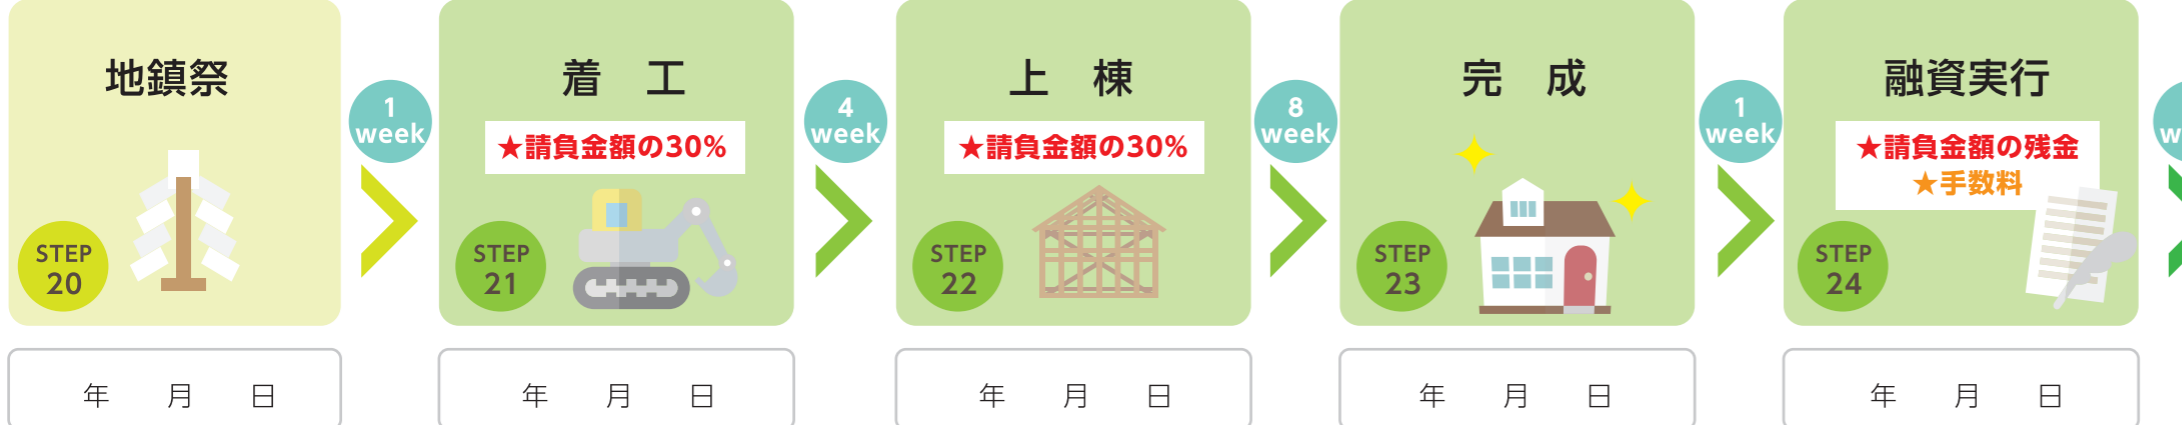 地鎮祭
STEP
20
年 月 日
1
week
着 工
★請負金額の30%
STEP
21
年 月 日
4
week
上 棟
★請負金額の30%
STEP
22
年 月 日
8
week
完 成
STEP
23
年 月 日
1
week
融資実行
★請負金額の残金
★手数料
STEP
24
年 月 日